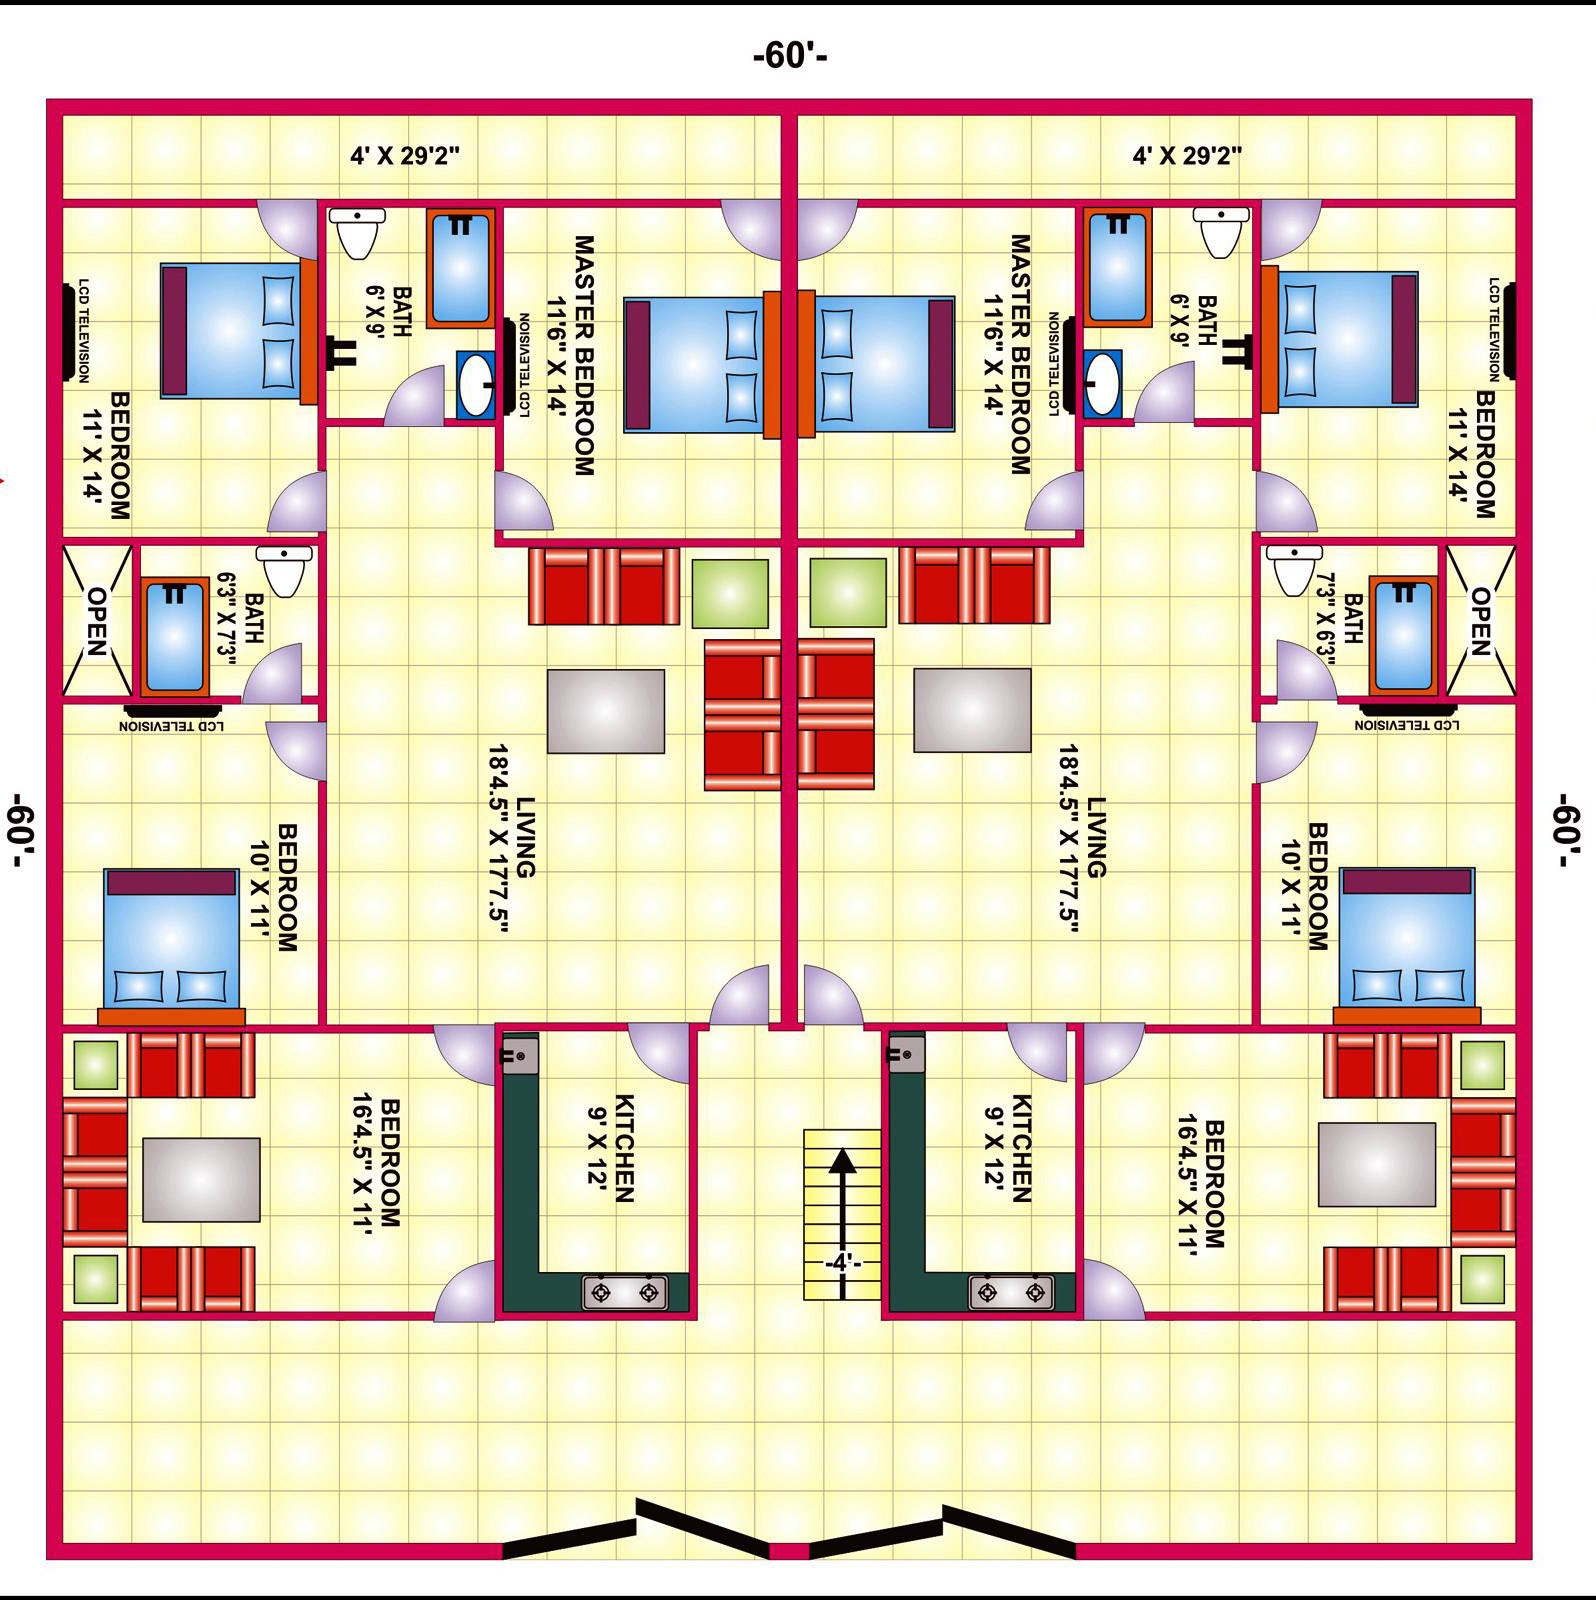 -60'-
4' X 29'2"
4' X 29'2"
LCD TELEVISION
BEDROOM
11' X 14'
BATH
6' X 9'
LCD TELEVISION
MASTER BEDROOM
11'6" X 14'
MASTER BEDROOM
11'6" X 14'
LCD TELEVISION
BATH
6' X 9'
LCD TELEVISION
BEDROOM
11' X 14'
OPEN
BATH
6'3" X 7'3"
BATH
7'3" X 6'3"
OPEN
LCD TELEVISION
LCD TELEVISION
-60'-
BEDROOM
10' X 11'
LIVING
18'4.5" X 17'7.5"
LIVING
18'4.5" X 17'7.5"
BEDROOM
10' X 11'
-60'-
BEDROOM
16'4.5" X 11'
KITCHEN
9' X 12'
-4'-
KITCHEN
9' X 12'
BEDROOM
16'4.5" X 11'